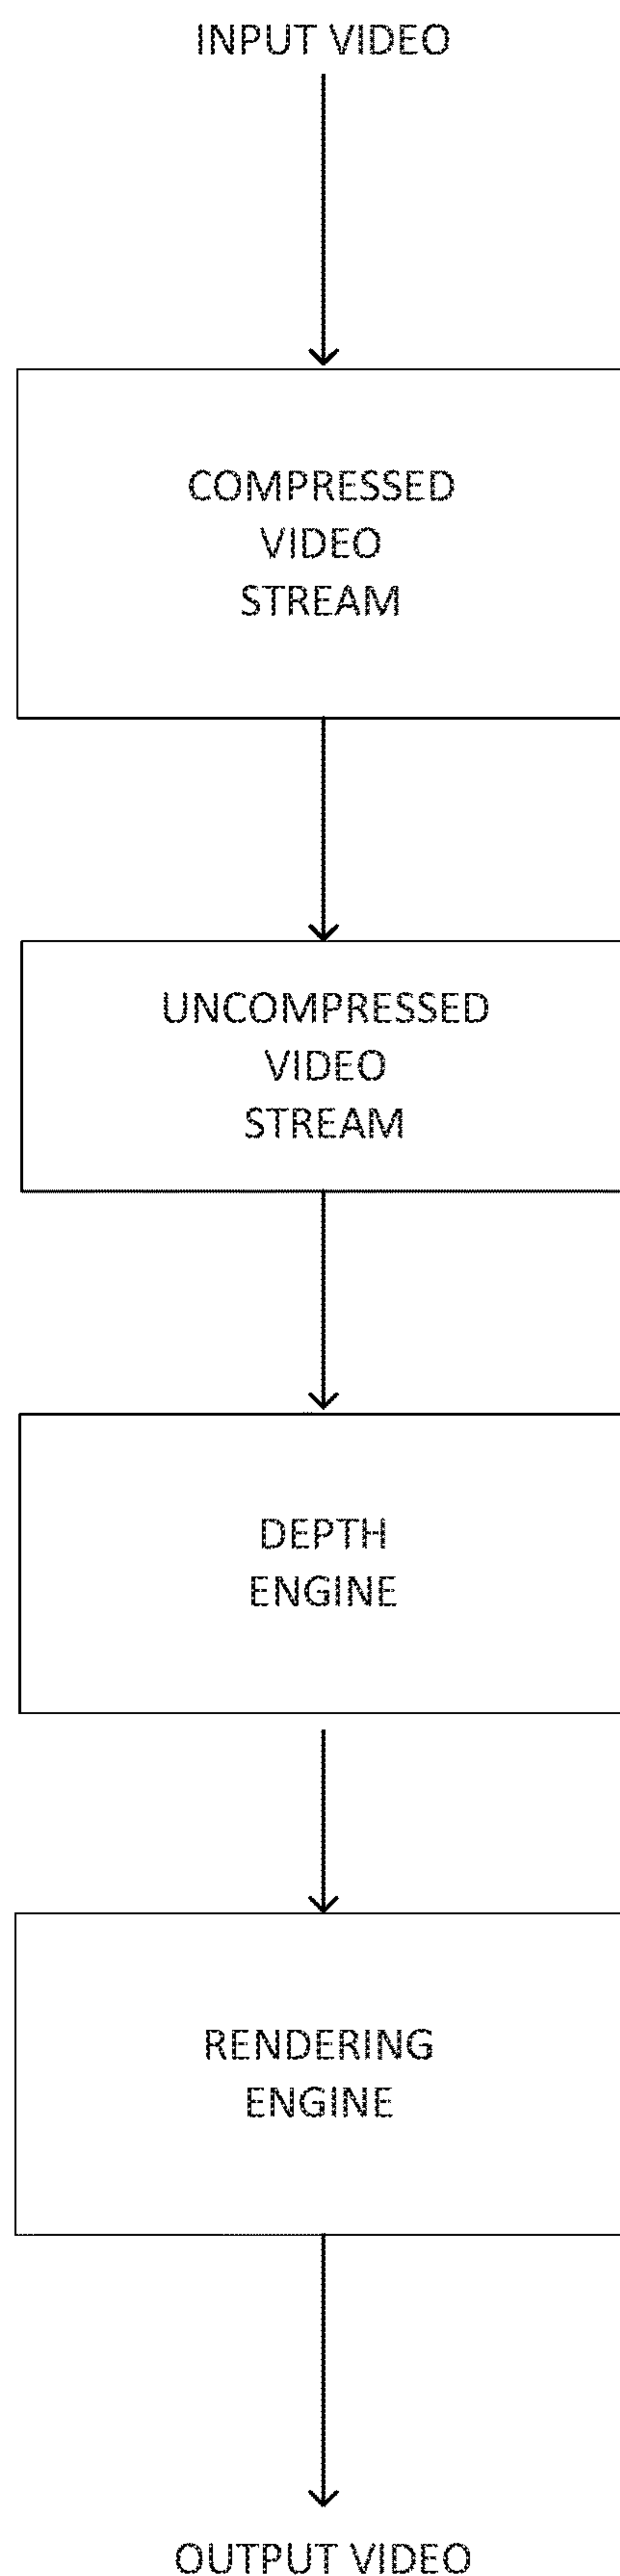 INPUT VIDEO
COMPRESSED
VIDEO
STREAM
UNCOMPRESSED
VIDEO
STREAM
DEPTH
ENGINE
RENDERING
ENGINE
OUTPUT VIDEO